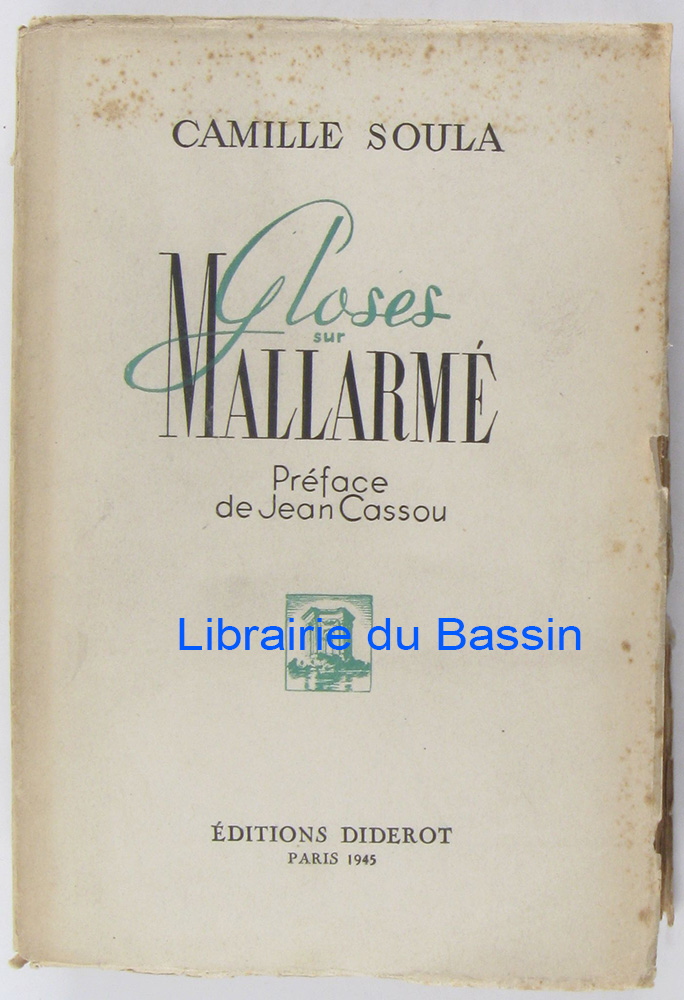 CAMILLE SOULA
Gloses
sur
MALLARMÉ
Préface
de Jean Cassou
Librairie du Bassin
ÉDITIONS DIDEROT
PARIS 1945